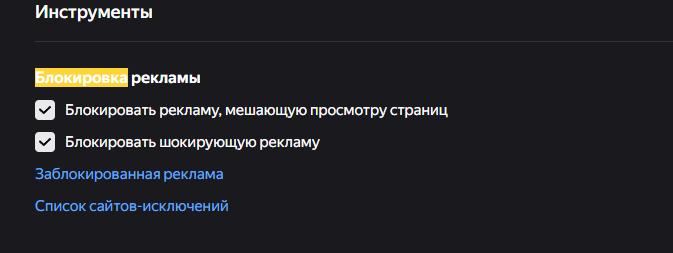 Инструменты
Блокировка рекламы
Блокировать рекламу, мешающую просмотру страниц
Блокировать шокирующую рекламу
Заблокированная реклама
Список сайтов-исключений